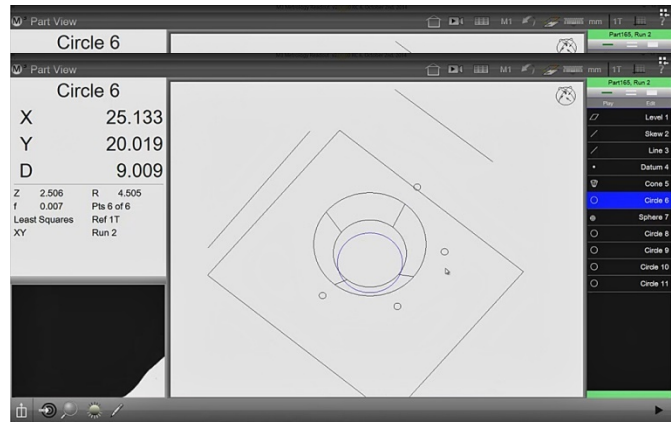 Part View
M1
mm
1T
?
Circle 6
Part165, Run 2
Part View
M1
mm
1T
?
Circle 6
X 25.133
Y 20.019
D 9.009
Z 2.506 R 4.505
f 0.007 Pts 6 of 6
Least Squares Ref 1T
XY Run 2
Part165, Run 2
Play Edit
Level 1
Skew 2
Line 3
Datum 4
Cone 5
Circle 6
Sphere 7
Circle 8
Circle 9
Circle 10
Circle 11